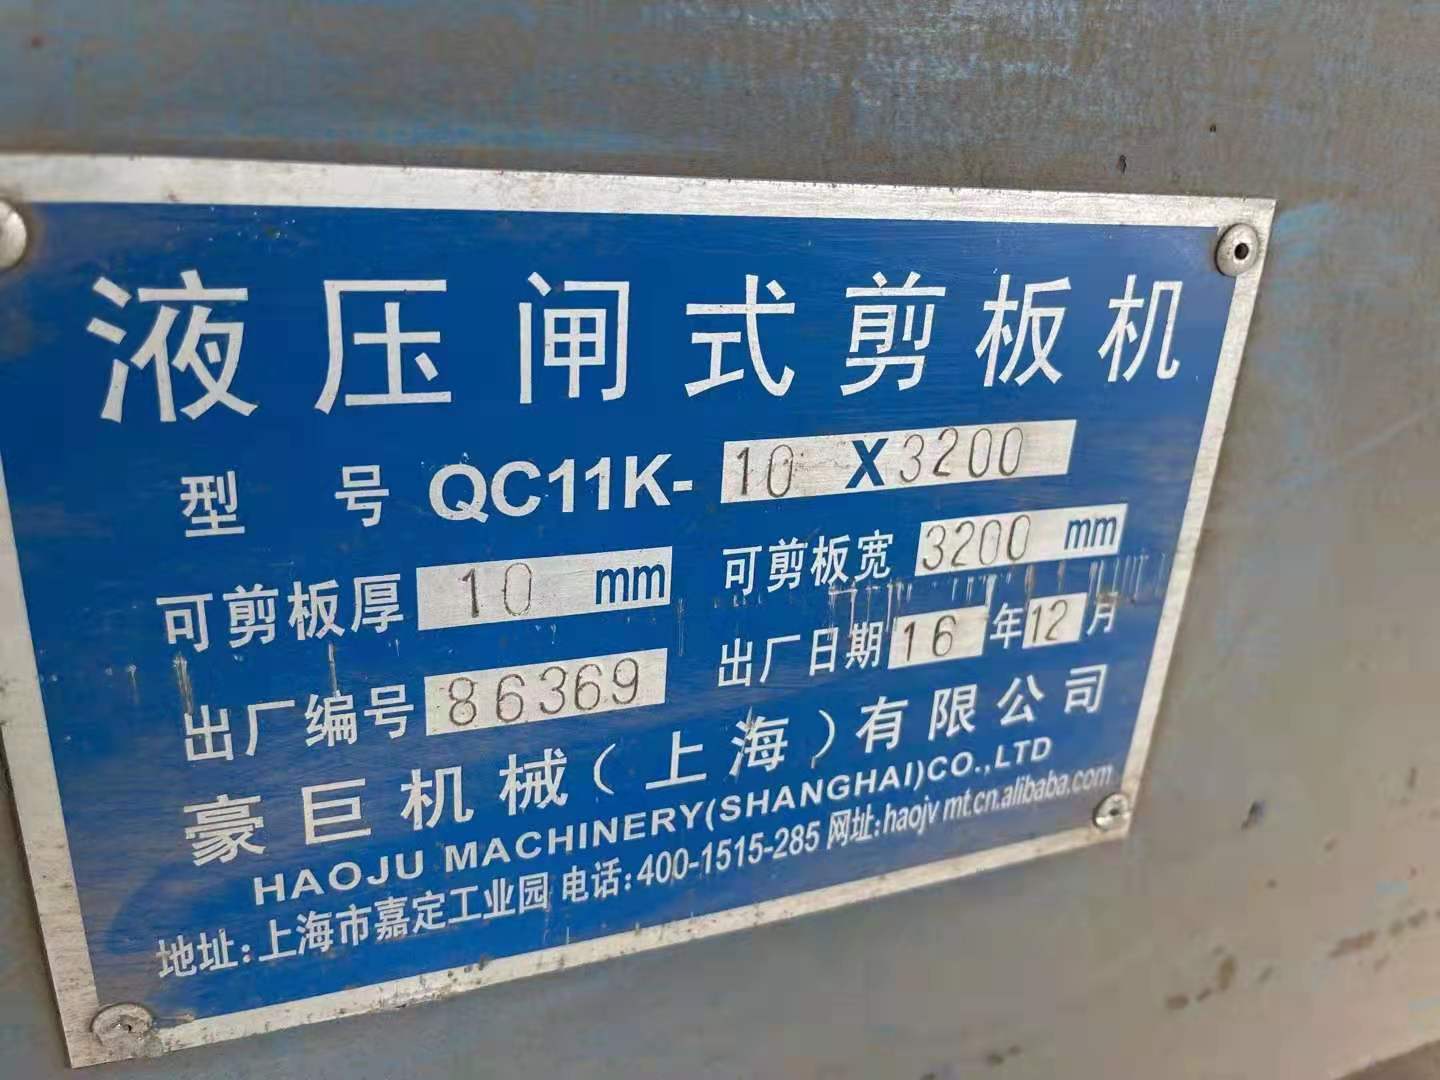 液压闸式剪板机
型 号 QC11K-10X3200
可剪板厚 10 mm 可剪板宽 3200 mm
出厂编号 86369 出厂日期 16 年 12 月
豪巨机械(上海)有限公司
HAOJU MACHINERY(SHANGHAI)CO.,LTD
地址:上海市嘉定工业园 电话:400-1515-285 网址:haojv mt.cn.alibaba.com